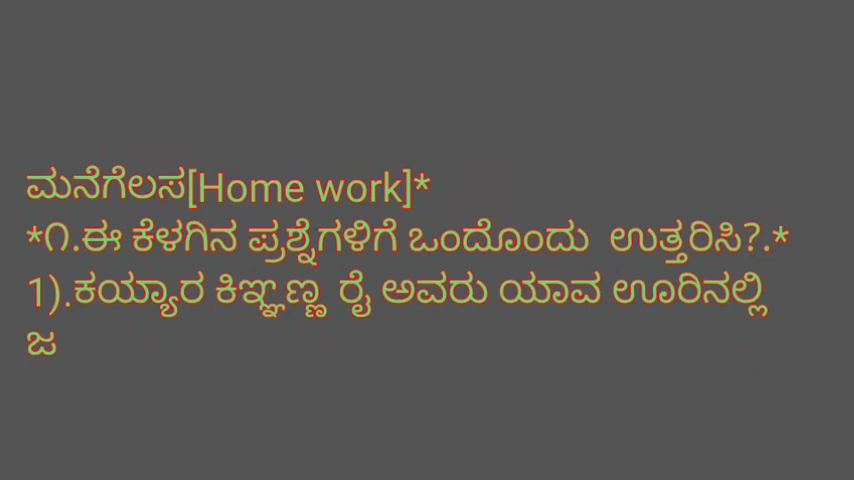 ಮನೆಗೆಲಸ[Home work]*
*೧.ಈ ಕೆಳಗಿನ ಪ್ರಶ್ನೆಗಳಿಗೆ ಒಂದೊಂದು ಉತ್ತರಿಸಿ?.*
1).ಕಯ್ಯಾರ ಕಿಞ್ಞಣ್ಣ ರೈ ಅವರು ಯಾವ ಊರಿನಲ್ಲಿ
ಜ